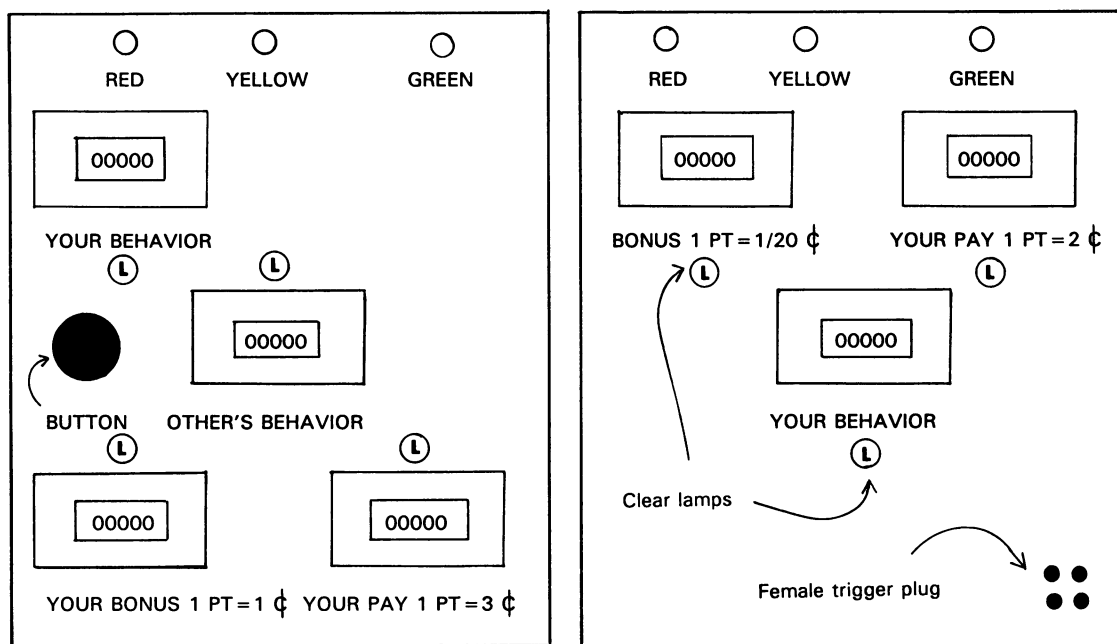 RED YELLOW GREEN
00000
YOUR BEHAVIOR
L L
00000
BUTTON OTHER'S BEHAVIOR
L L
00000 00000
YOUR BONUS 1 PT = 1 ¢ YOUR PAY 1 PT = 3 ¢
RED YELLOW GREEN
00000 00000
BONUS 1 PT = 1/20 ¢ YOUR PAY 1 PT = 2 ¢
L L
00000
YOUR BEHAVIOR
L
Clear lamps
Female trigger plug